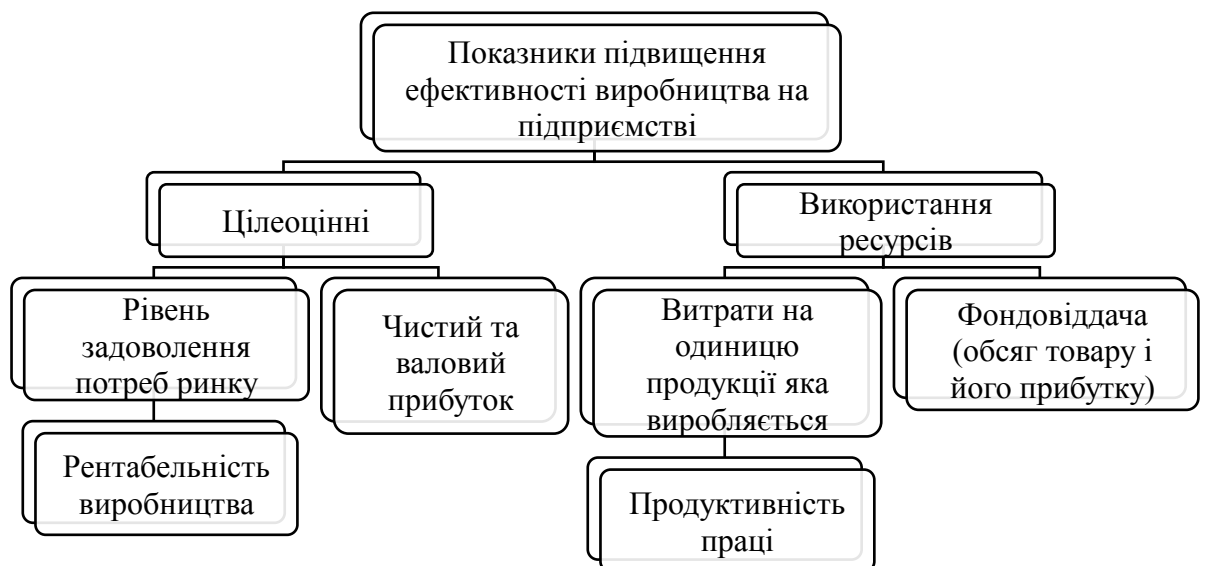 Показники підвищення
ефективності виробництва на
підприємстві
Цілеоцінні
Використання
ресурсів
Рівень
задоволення
потреб ринку
Чистий та
валовий
прибуток
Витрати на
одиницю
продукції яка
виробляється
Фондовіддача
(обсяг товару і
його прибутку)
Рентабельність
виробництва
Продуктивність
праці